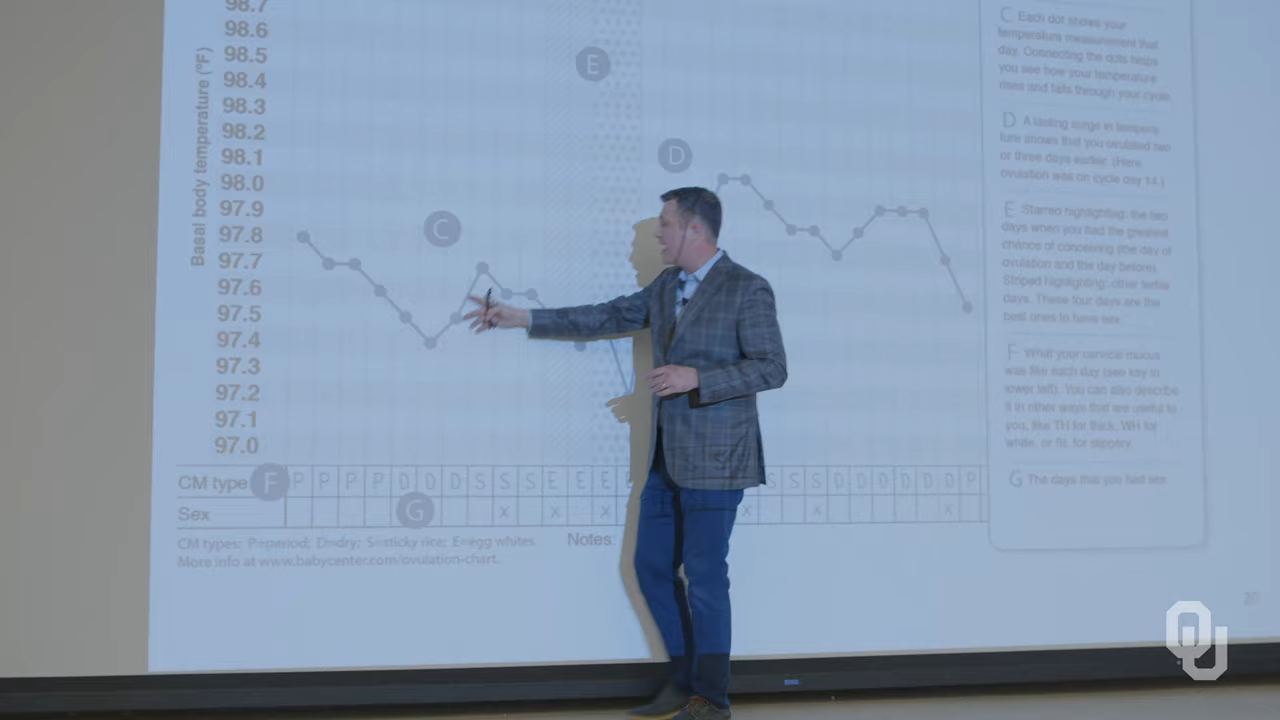 98.7
98.6
98.5
98.4
98.3
98.2
98.1
98.0
97.9
97.8
97.7
97.6
97.5
97.4
97.3
97.2
97.1
97.0
Basal body temperature (°F)
E
D
C
CM type F P P P P D D D S S S E E E S S S D D D D D P
Sex G x x x x x x
CM types: P=period; D=dry; S=sticky rice; E=egg whites
More info at www.babycenter.com/ovulation-chart.
Notes:
C Each dot shows your
temperature measurement that
day. Connecting the dots helps
you see how your temperature
rises and falls through your cycle.
D A lasting surge in tempera-
ture shows that you ovulated two
or three days earlier. (Here,
ovulation was on cycle day 14.)
E Starred highlighting: the two
days when you had the greatest
chance of conceiving (the day of
ovulation and the day before).
Striped highlighting: other fertile
days. These four days are the
best ones to have sex.
F What your cervical mucus
was like each day (see key to
lower left). You can also describe
it in other ways that are useful to
you, like TH for thick, WH for
white, or SL for slippery.
G The days that you had sex
20
OU